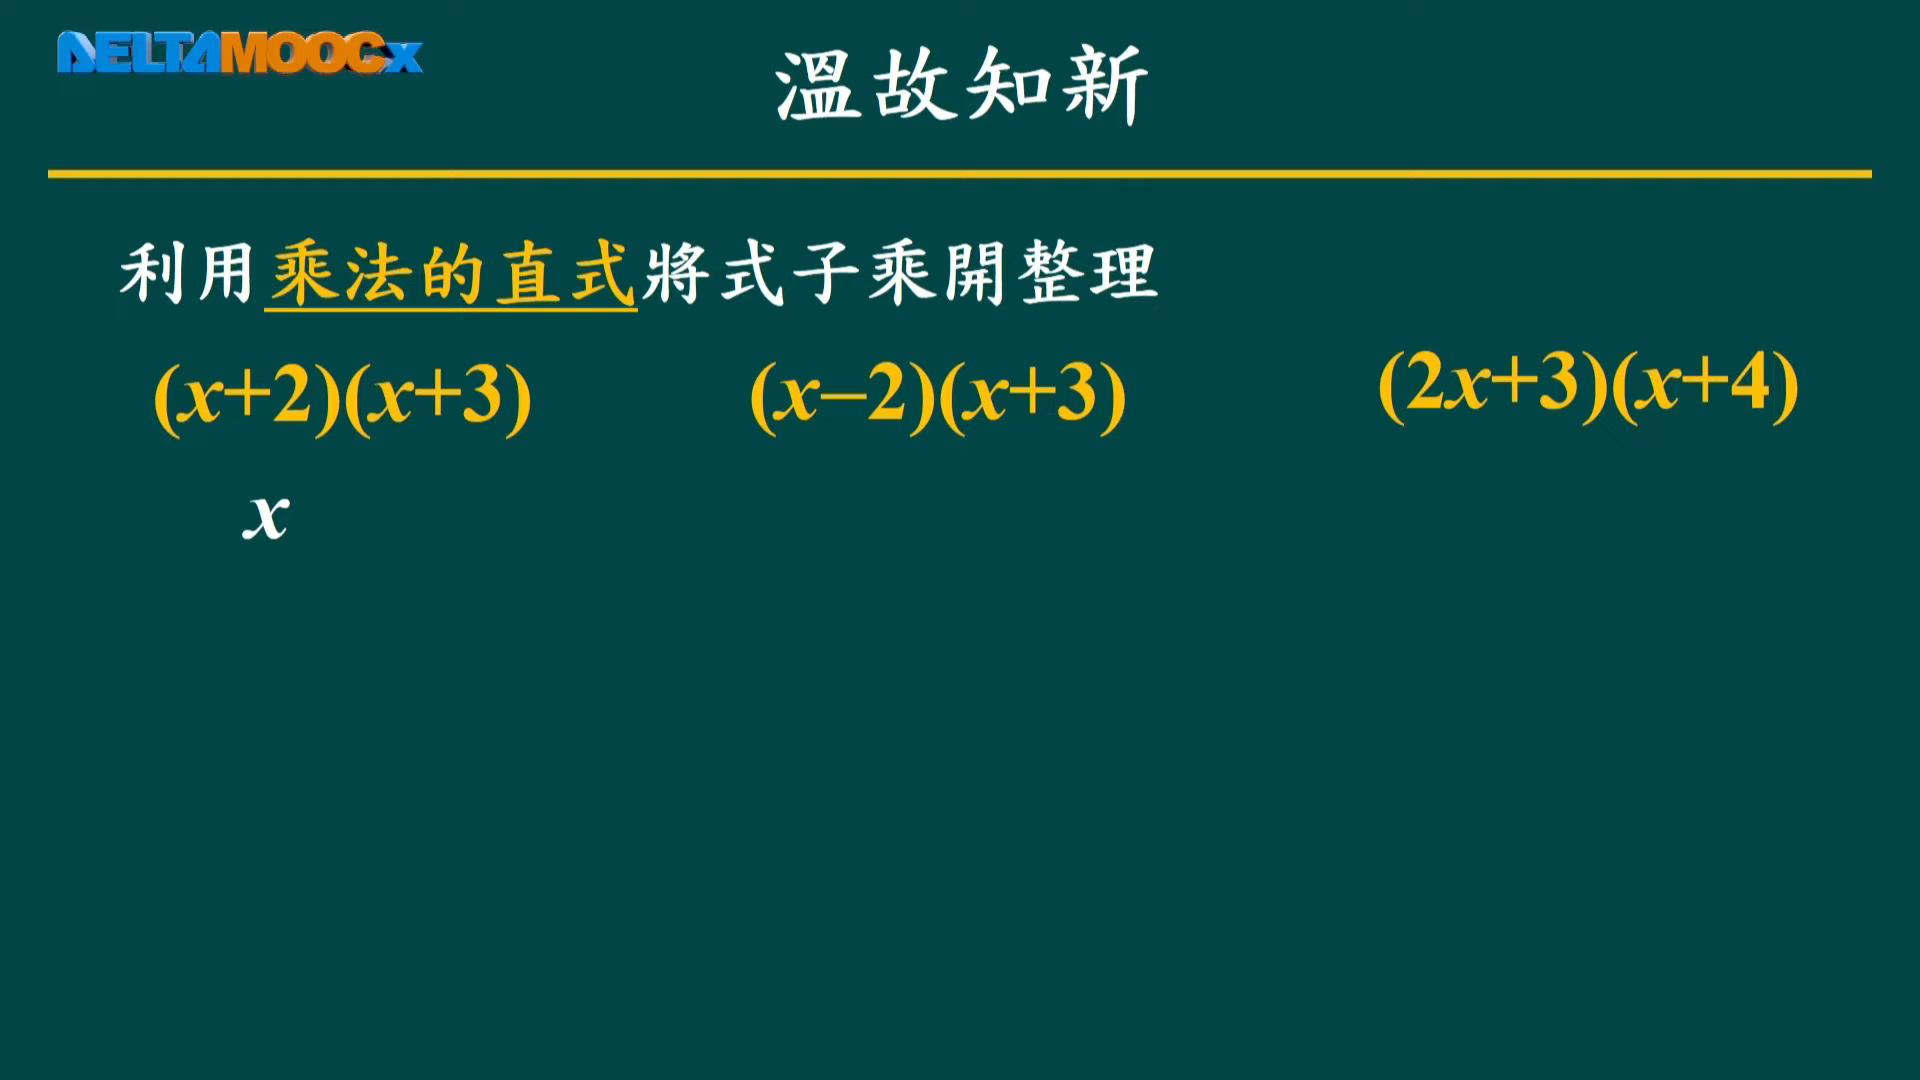 DELTAMOOCx
溫故知新
利用乘法的直式將式子乘開整理
(x+2)(x+3) (x–2)(x+3) (2x+3)(x+4)
x